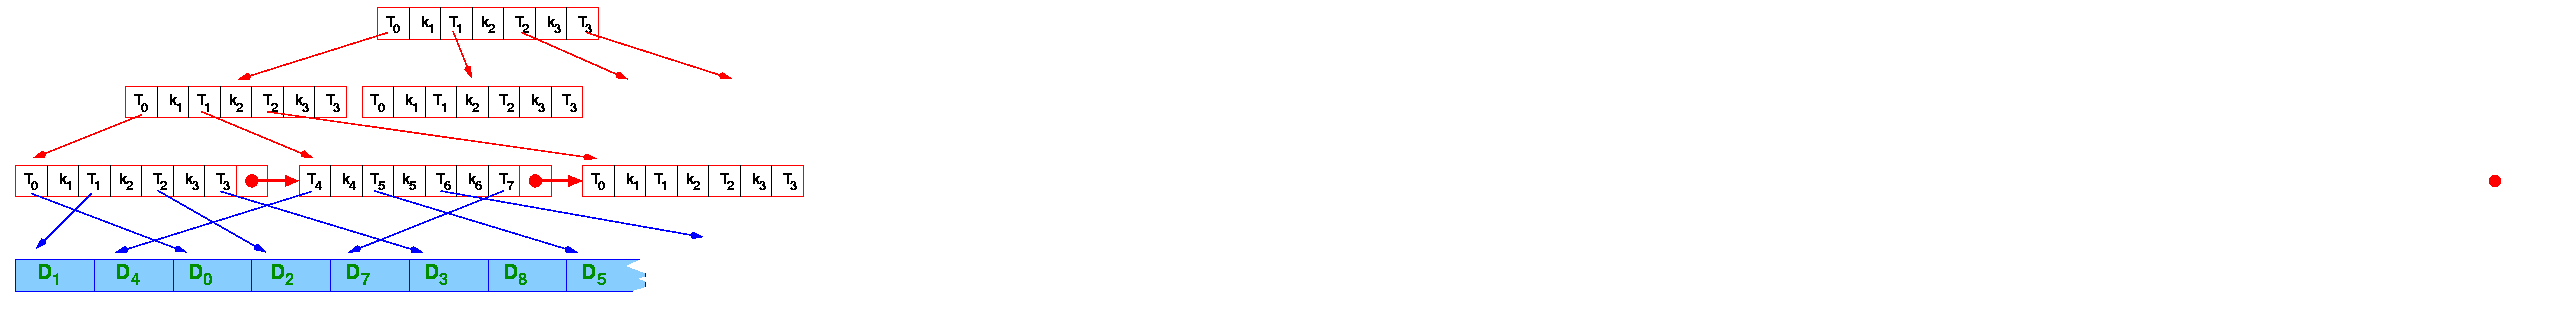 T0 k1 T1 k2 T2 k3 T3
T0 k1 T1 k2 T2 k3 T3 T0 k1 T1 k2 T2 k3 T3
T0 k1 T1 k2 T2 k3 T3 T4 k4 T5 k5 T6 k6 T7 T0 k1 T1 k2 T2 k3 T3
D1 D4 D0 D2 D7 D3 D8 D5